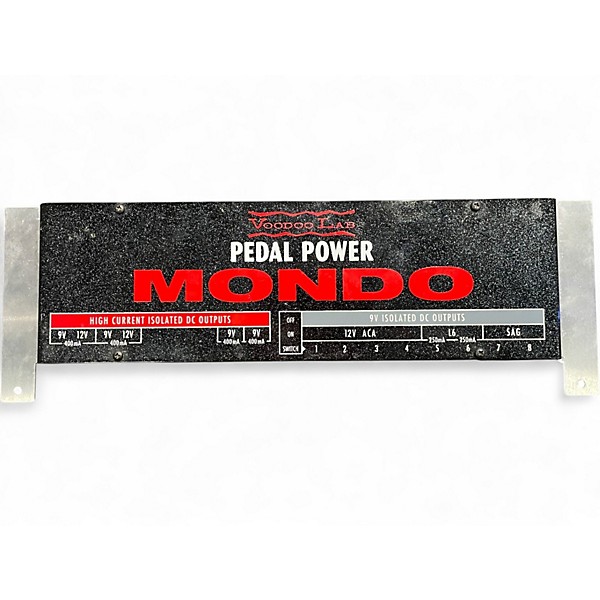 VOODOO LAB
PEDAL POWER
MONDO
HIGH CURRENT ISOLATED DC OUTPUTS
9V 12V 9V 12V 9V 9V
400mA 400mA 400mA 400mA
OFF 9V ISOLATED DC OUTPUTS
ON 12V ACA L6 SAG
250mA 250mA
SWITCH 1 2 3 4 5 6 7 8